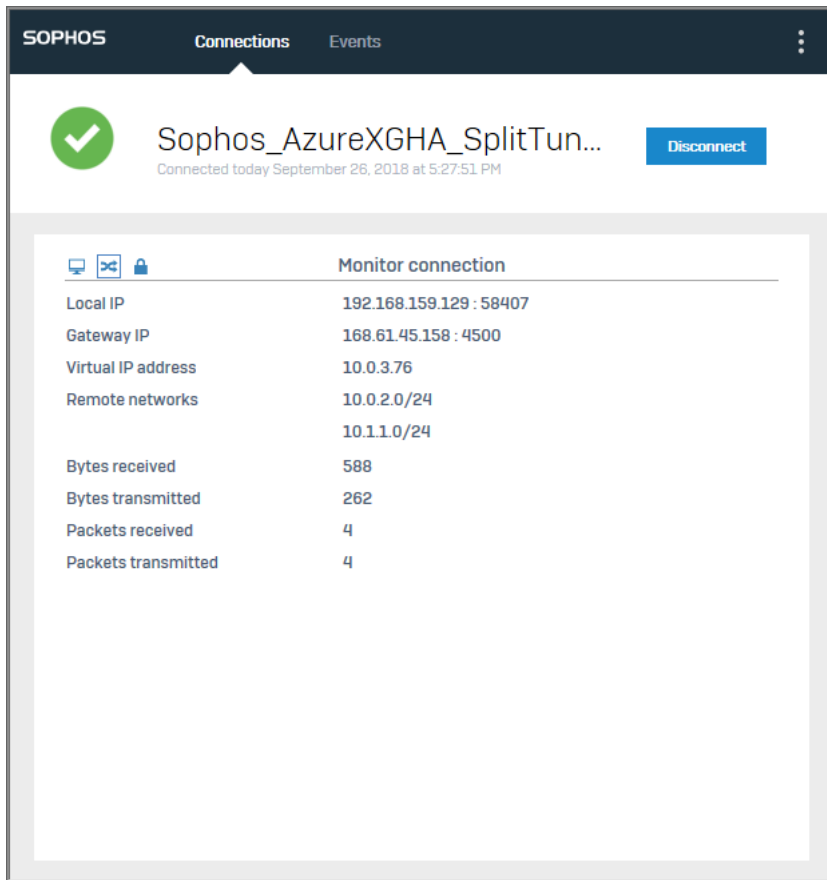 SOPHOS Connections Events
Sophos_AzureXGHA_SplitTun... Disconnect
Connected today September 26, 2018 at 5:27:51 PM
Monitor connection
Local IP 192.168.159.129 : 58407
Gateway IP 168.61.45.158 : 4500
Virtual IP address 10.0.3.76
Remote networks 10.0.2.0/24
10.1.1.0/24
Bytes received 588
Bytes transmitted 262
Packets received 4
Packets transmitted 4